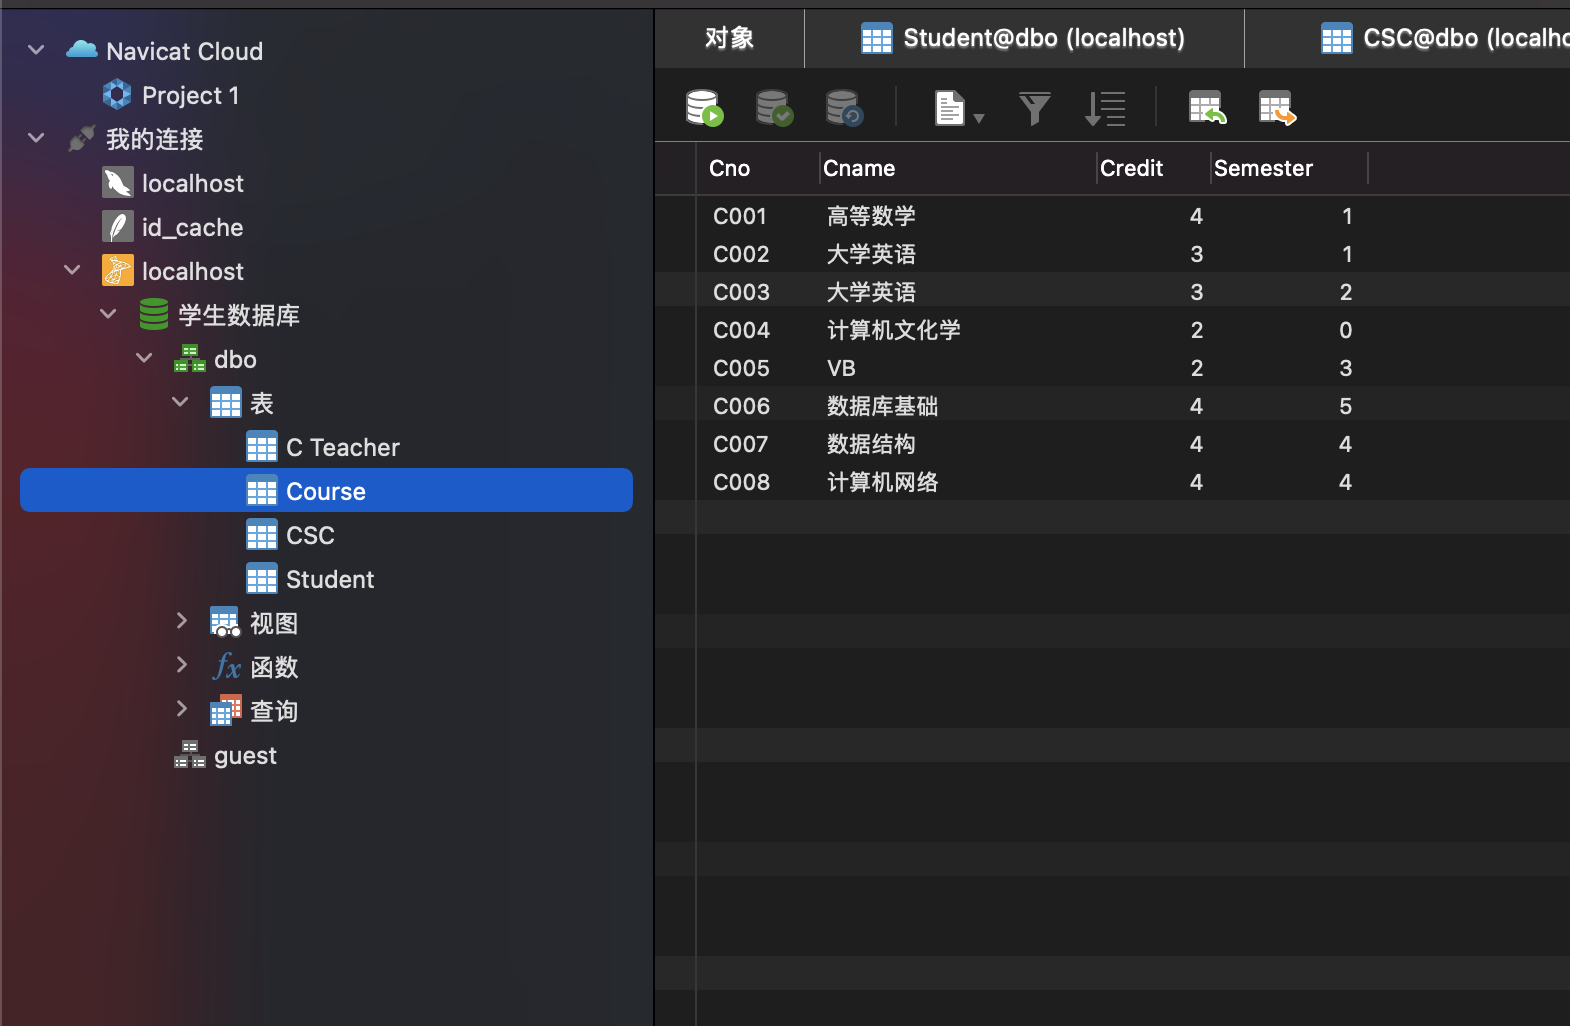 Navicat Cloud
Project 1
我的连接
localhost
id_cache
localhost
学生数据库
dbo
表
C Teacher
Course
CSC
Student
视图
fx 函数
查询
guest
对象 Student@dbo (localhost) CSC@dbo (localho
Cno Cname Credit Semester
C001 高等数学 4 1
C002 大学英语 3 1
C003 大学英语 3 2
C004 计算机文化学 2 0
C005 VB 2 3
C006 数据库基础 4 5
C007 数据结构 4 4
C008 计算机网络 4 4